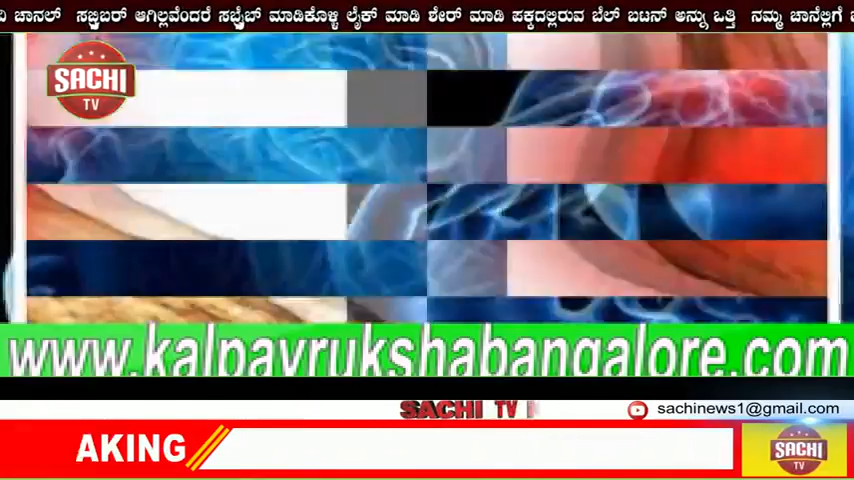 ಚಾನಲ್ ಸಬ್ಸ್ಕ್ರಿಬರ್ ಆಗಿಲ್ಲವೆಂದರೆ ಸಬ್ಸ್ಕ್ರೈಬ್ ಮಾಡಿಕೊಳ್ಳಿ ಲೈಕ್ ಮಾಡಿ ಶೇರ್ ಮಾಡಿ ಪಕ್ಕದಲ್ಲಿರುವ ಬೆಲ್ ಬಟನ್ ಅನ್ನು ಒತ್ತಿ ನಮ್ಮ ಚಾನೆಲ್ಲಿಗೆ
SACHI
TV
www.kalpavrukshabangalore.com
SACHI TV
sachinews1@gmail.com
AKING
SACHI
TV